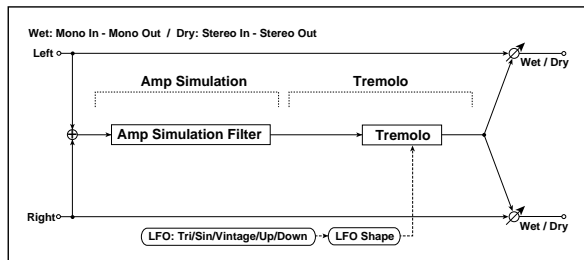 Wet: Mono In - Mono Out / Dry: Stereo In - Stereo Out
Left
Wet / Dry
Amp Simulation
Tremolo
Amp Simulation Filter
Tremolo
Right
Wet / Dry
LFO: Tri/Sin/Vintage/Up/Down
LFO Shape